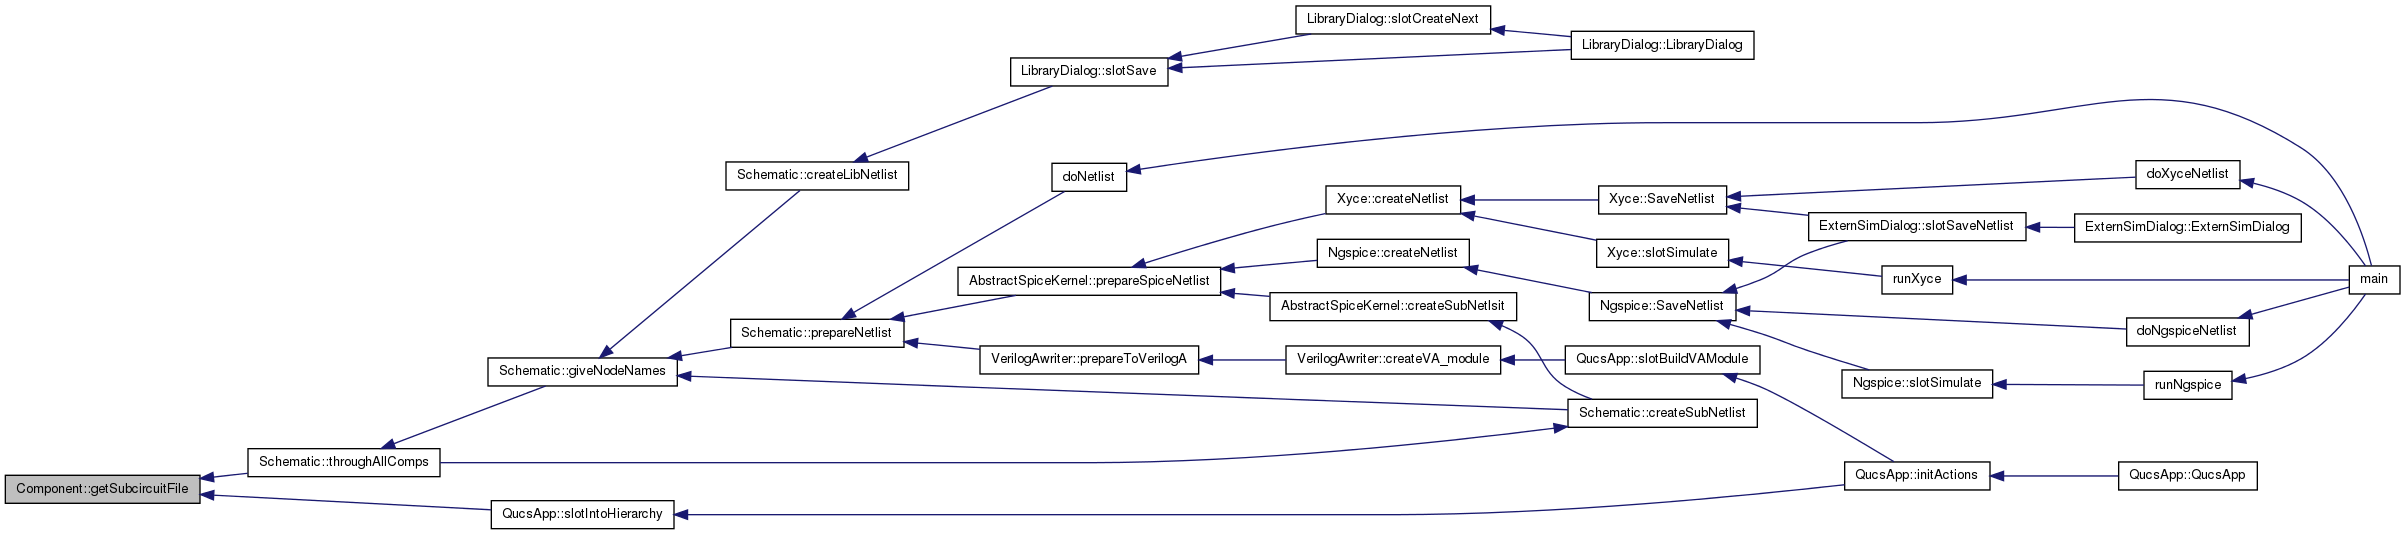 LibraryDialog::slotCreateNext
LibraryDialog::LibraryDialog
LibraryDialog::slotSave
Schematic::createLibNetlist
doNetlist
doXyceNetlist
Xyce::createNetlist
Xyce::SaveNetlist
ExternSimDialog::slotSaveNetlist
ExternSimDialog::ExternSimDialog
Ngspice::createNetlist
Xyce::slotSimulate
AbstractSpiceKernel::prepareSpiceNetlist
runXyce
main
AbstractSpiceKernel::createSubNetlsit
Ngspice::SaveNetlist
Schematic::prepareNetlist
doNgspiceNetlist
VerilogAwriter::prepareToVerilogA
VerilogAwriter::createVA_module
QucsApp::slotBuildVAModule
Schematic::giveNodeNames
Ngspice::slotSimulate
runNgspice
Schematic::createSubNetlist
Schematic::throughAllComps
QucsApp::initActions
QucsApp::QucsApp
Component::getSubcircuitFile
QucsApp::slotIntoHierarchy